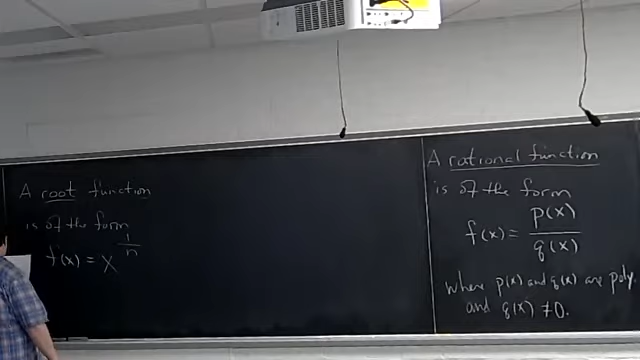 A root function
is of the form
f(x) = x^(1/n)
A rational function
is of the form
f(x) = p(x)/q(x)
where p(x) and q(x) are poly.
and q(x) ≠ 0.